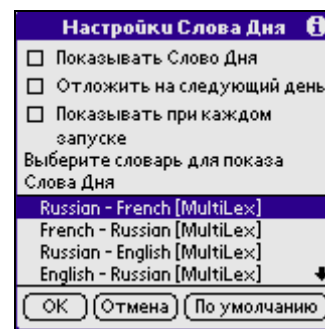 Настройки Слова Дня
Показывать Слово Дня
Отложить на следующий день
Показывать при каждом
запуске
Выберите словарь для показа
Слова Дня
Russian - French [MultiLex]
French - Russian [MultiLex]
Russian - English [MultiLex]
English - Russian [MultiLex]
OK Отмена По умолчанию